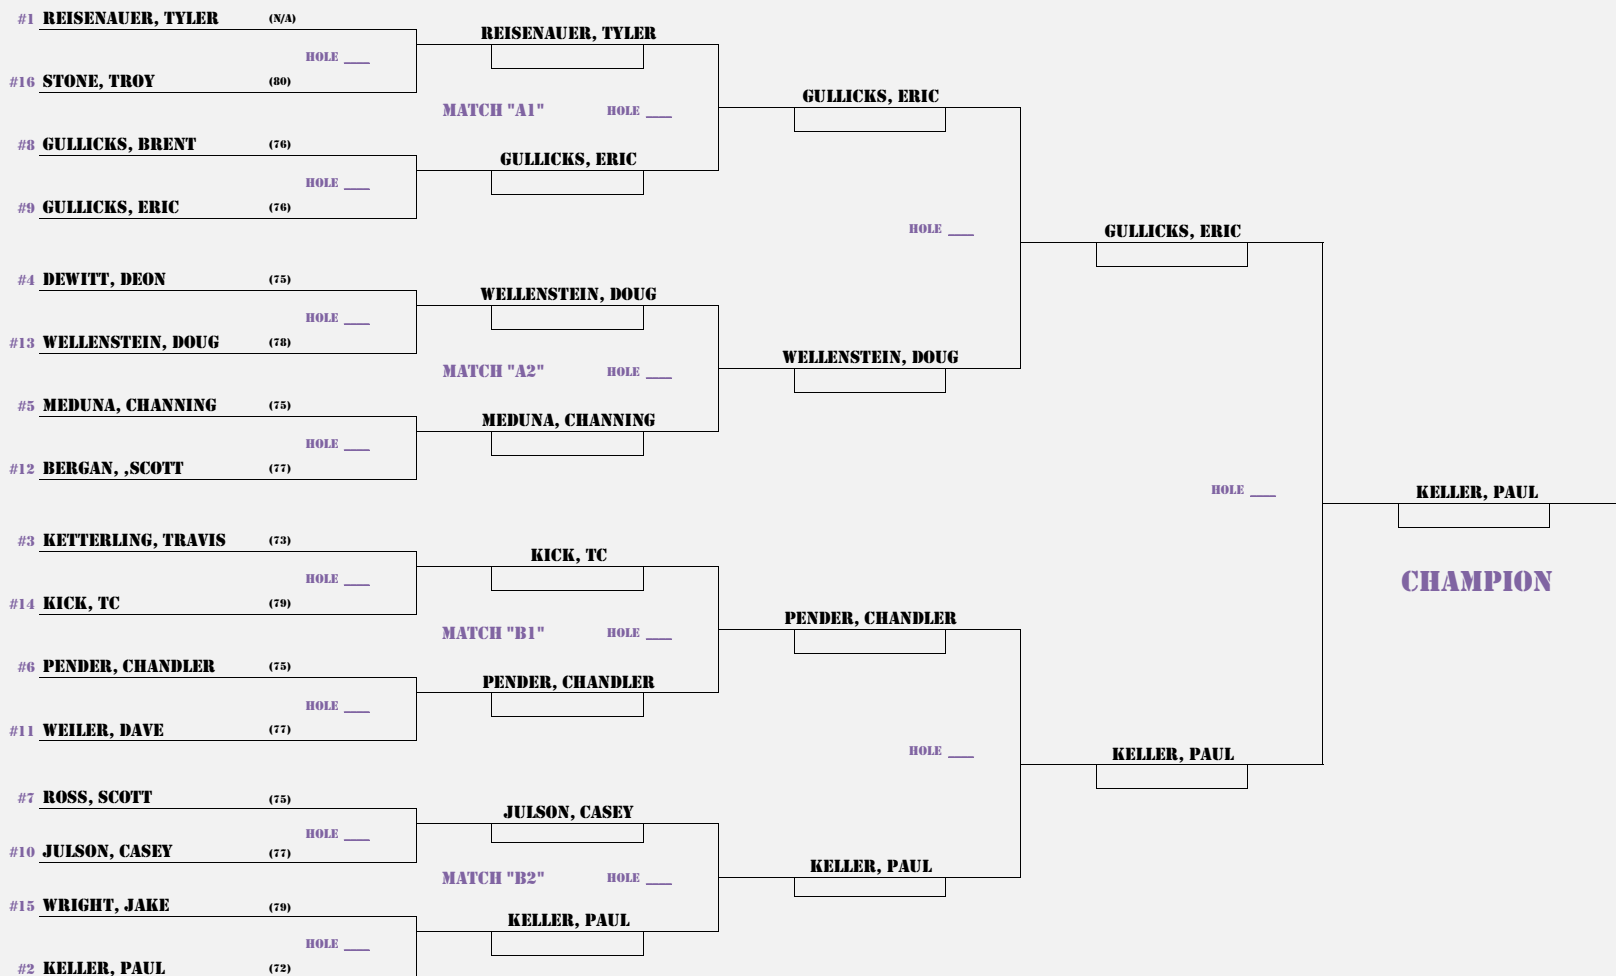 #1 REISENAUER, TYLER (N/A)
HOLE ___
#16 STONE, TROY (80)
#8 GULLICKS, BRENT (76)
HOLE ___
#9 GULLICKS, ERIC (76)
#4 DEWITT, DEON (75)
HOLE ___
#13 WELLENSTEIN, DOUG (78)
#5 MEDUNA, CHANNING (75)
HOLE ___
#12 BERGAN, ,SCOTT (77)
#3 KETTERLING, TRAVIS (73)
HOLE ___
#14 KICK, TC (79)
#6 PENDER, CHANDLER (75)
HOLE ___
#11 WEILER, DAVE (77)
#7 ROSS, SCOTT (75)
HOLE ___
#10 JULSON, CASEY (77)
#15 WRIGHT, JAKE (79)
HOLE ___
#2 KELLER, PAUL (72)
REISENAUER, TYLER
MATCH "A1" HOLE ___
GULLICKS, ERIC
WELLENSTEIN, DOUG
MATCH "A2" HOLE ___
MEDUNA, CHANNING
KICK, TC
MATCH "B1" HOLE ___
PENDER, CHANDLER
JULSON, CASEY
MATCH "B2" HOLE ___
KELLER, PAUL
GULLICKS, ERIC
HOLE ___
WELLENSTEIN, DOUG
PENDER, CHANDLER
HOLE ___
KELLER, PAUL
GULLICKS, ERIC
HOLE ___
KELLER, PAUL
KELLER, PAUL
CHAMPION